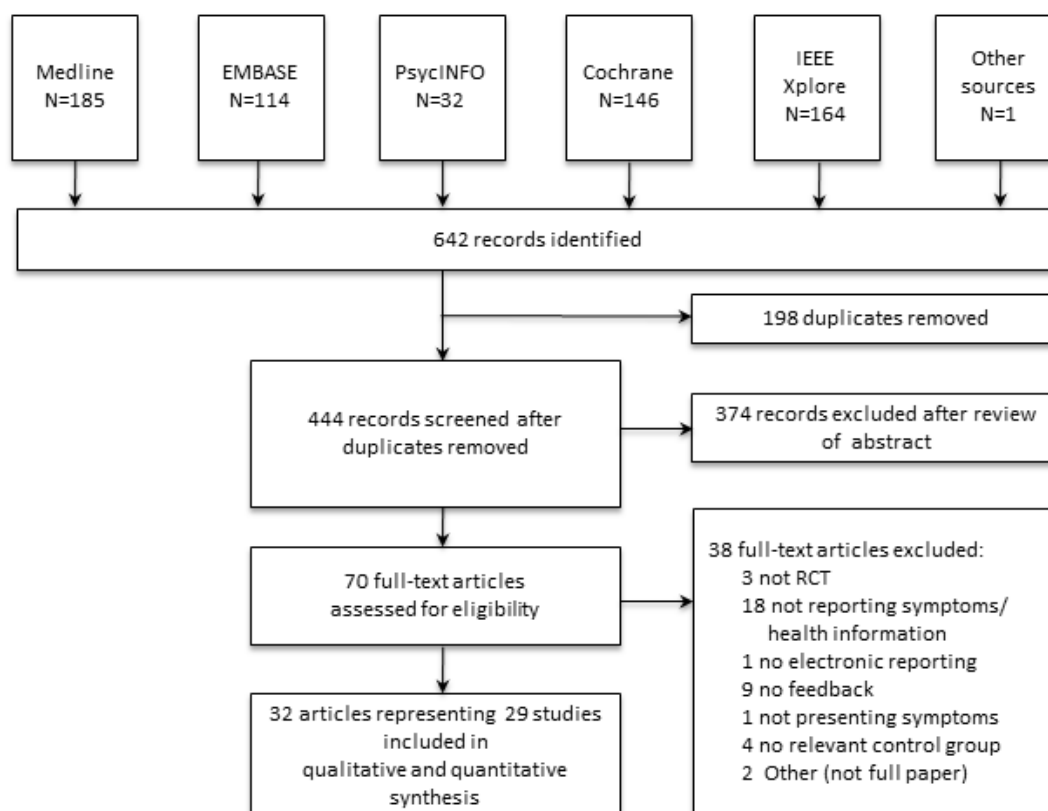 Medline
N=185
EMBASE
N=114
PsycINFO
N=32
Cochrane
N=146
IEEE
Xplore
N=164
Other
sources
N=1
642 records identified
198 duplicates removed
444 records screened after
duplicates removed
374 records excluded after review
of abstract
70 full-text articles
assessed for eligibility
38 full-text articles excluded:
3 not RCT
18 not reporting symptoms/
health information
1 no electronic reporting
9 no feedback
1 not presenting symptoms
4 no relevant control group
2 Other (not full paper)
32 articles representing 29 studies
included in
qualitative and quantitative
synthesis